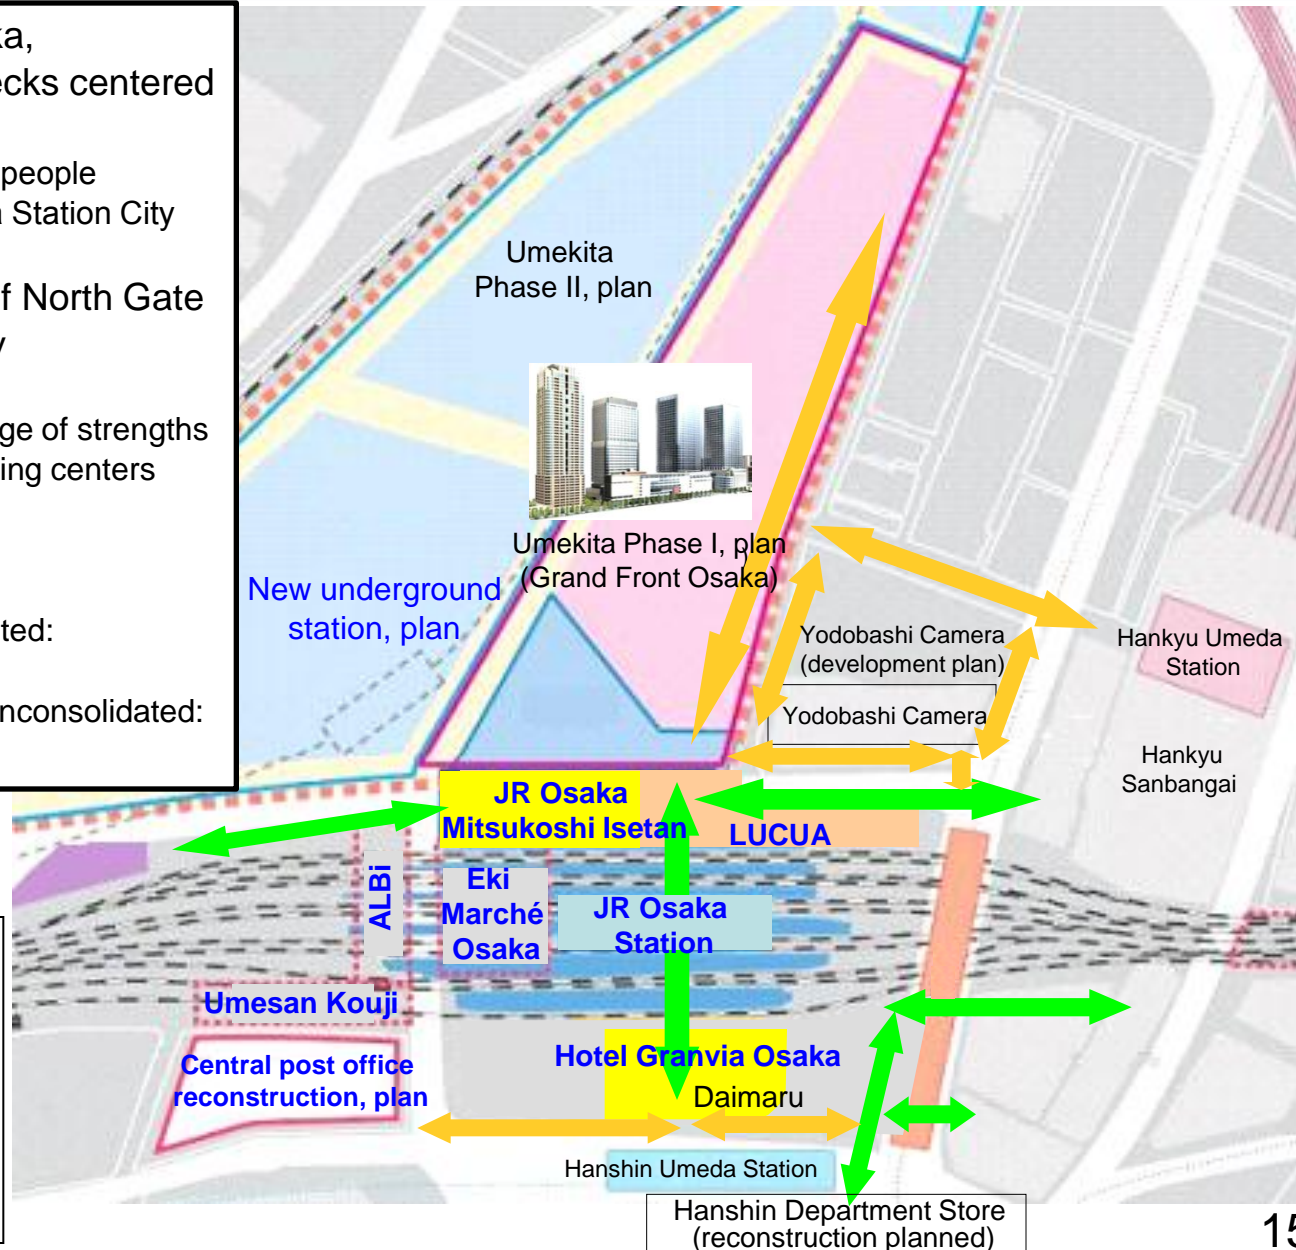 ka,
ecks centered
people
a Station City
f North Gate
y
ge of strengths
ing centers
ted:
nconsolidated:
Umekita
Phase II, plan
Umekita Phase I, plan
(Grand Front Osaka)
New underground
station, plan
Yodobashi Camera
(development plan)
Yodobashi Camera
Hankyu Umeda
Station
Hankyu
Sanbangai
JR Osaka
Mitsukoshi Isetan
LUCUA
ALBi
Eki
Marché
Osaka
JR Osaka
Station
Umesan Kouji
Central post office
reconstruction, plan
Hotel Granvia Osaka
Daimaru
Hanshin Umeda Station
Hanshin Department Store
(reconstruction planned)
15